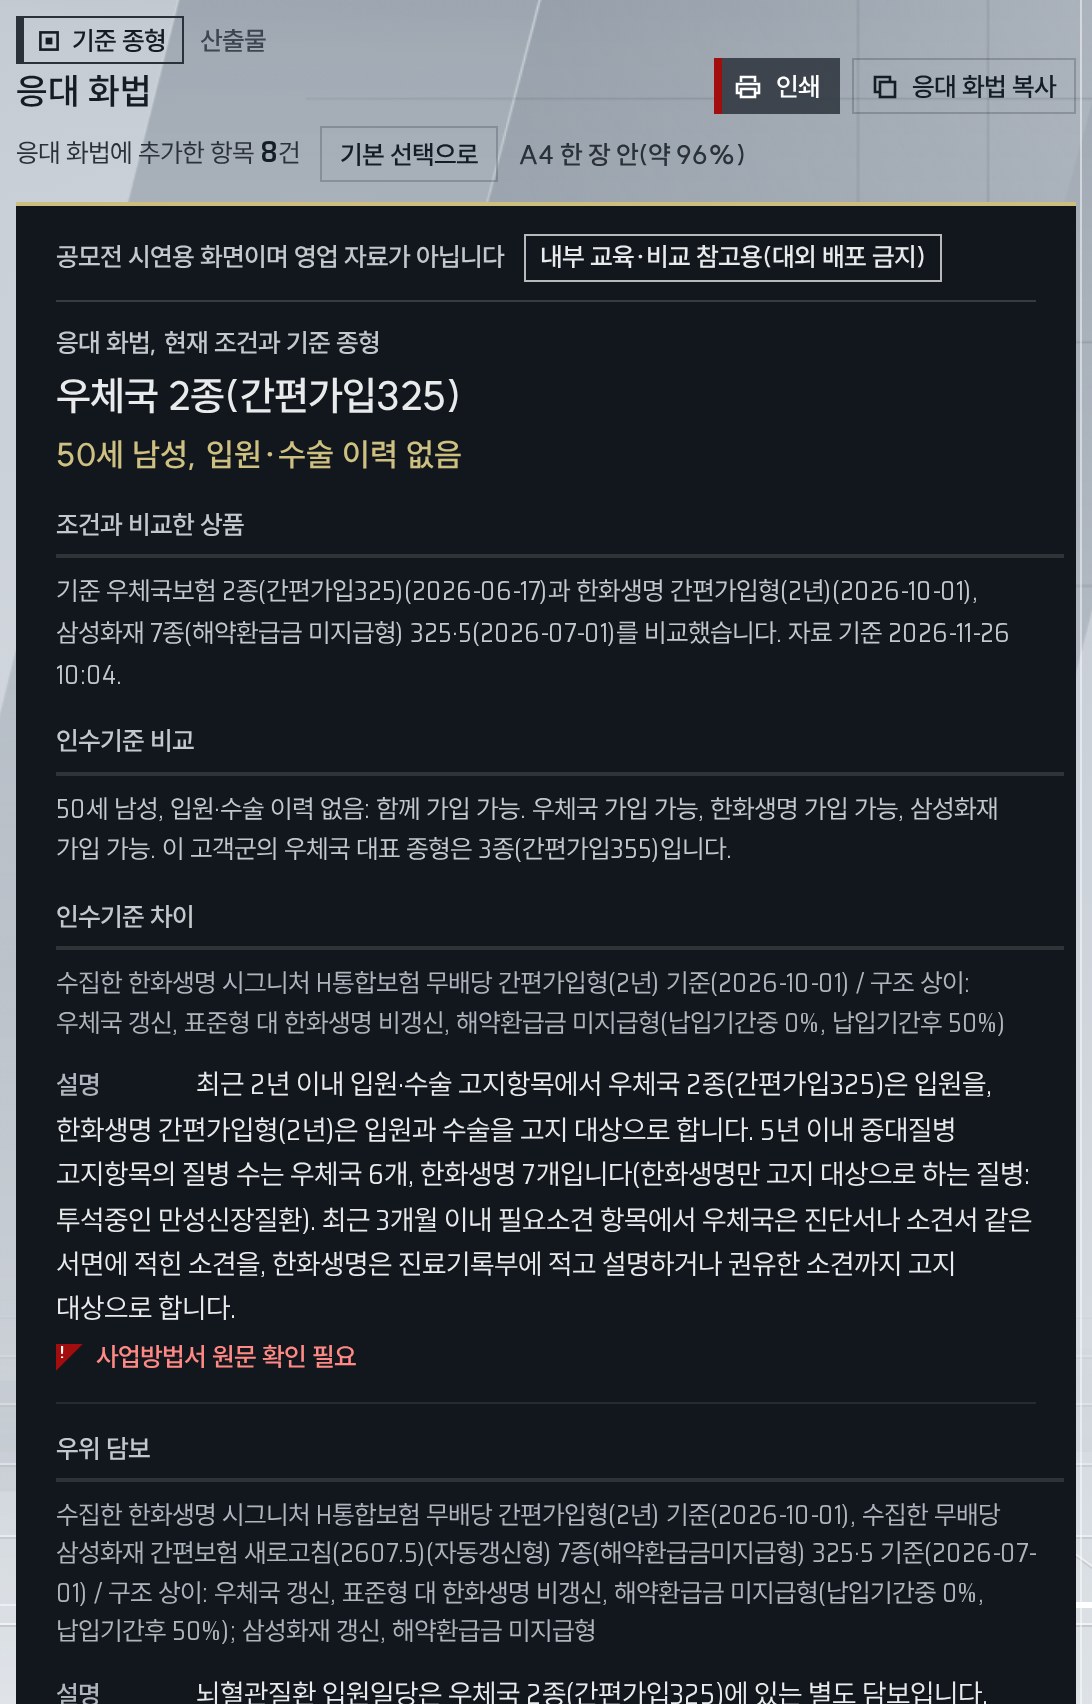 기준 종형 산출물
응대 화법
인쇄 응대 화법 복사
응대 화법에 추가한 항목 8건 기본 선택으로 A4 한 장 안(약 96%)
공모전 시연용 화면이며 영업 자료가 아닙니다 내부 교육·비교 참고용(대외 배포 금지)
응대 화법, 현재 조건과 기준 종형
우체국 2종(간편가입325)
50세 남성, 입원·수술 이력 없음
조건과 비교한 상품
기준 우체국보험 2종(간편가입325)(2026-06-17)과 한화생명 간편가입형(2년)(2026-10-01),
삼성화재 7종(해약환급금 미지급형) 325·5(2026-07-01)를 비교했습니다. 자료 기준 2026-11-26
10:04.
인수기준 비교
50세 남성, 입원·수술 이력 없음: 함께 가입 가능. 우체국 가입 가능, 한화생명 가입 가능, 삼성화재
가입 가능. 이 고객군의 우체국 대표 종형은 3종(간편가입355)입니다.
인수기준 차이
수집한 한화생명 시그니처 H통합보험 무배당 간편가입형(2년) 기준(2026-10-01) / 구조 상이:
우체국 갱신, 표준형 대 한화생명 비갱신, 해약환급금 미지급형(납입기간중 0%, 납입기간후 50%)
설명 최근 2년 이내 입원·수술 고지항목에서 우체국 2종(간편가입325)은 입원을,
한화생명 간편가입형(2년)은 입원과 수술을 고지 대상으로 합니다. 5년 이내 중대질병
고지항목의 질병 수는 우체국 6개, 한화생명 7개입니다(한화생명만 고지 대상으로 하는 질병:
투석중인 만성신장질환). 최근 3개월 이내 필요소견 항목에서 우체국은 진단서나 소견서 같은
서면에 적힌 소견을, 한화생명은 진료기록부에 적고 설명하거나 권유한 소견까지 고지
대상으로 합니다.
! 사업방법서 원문 확인 필요
우위 담보
수집한 한화생명 시그니처 H통합보험 무배당 간편가입형(2년) 기준(2026-10-01), 수집한 무배당
삼성화재 간편보험 새로고침(2607.5)(자동갱신형) 7종(해약환급금미지급형) 325·5 기준(2026-07-
01) / 구조 상이: 우체국 갱신, 표준형 대 한화생명 비갱신, 해약환급금 미지급형(납입기간중 0%,
납입기간후 50%); 삼성화재 갱신, 해약환급금 미지급형
설명 뇌혈관질환 입원일당은 우체국 2종(간편가입325)에 있는 별도 담보입니다.